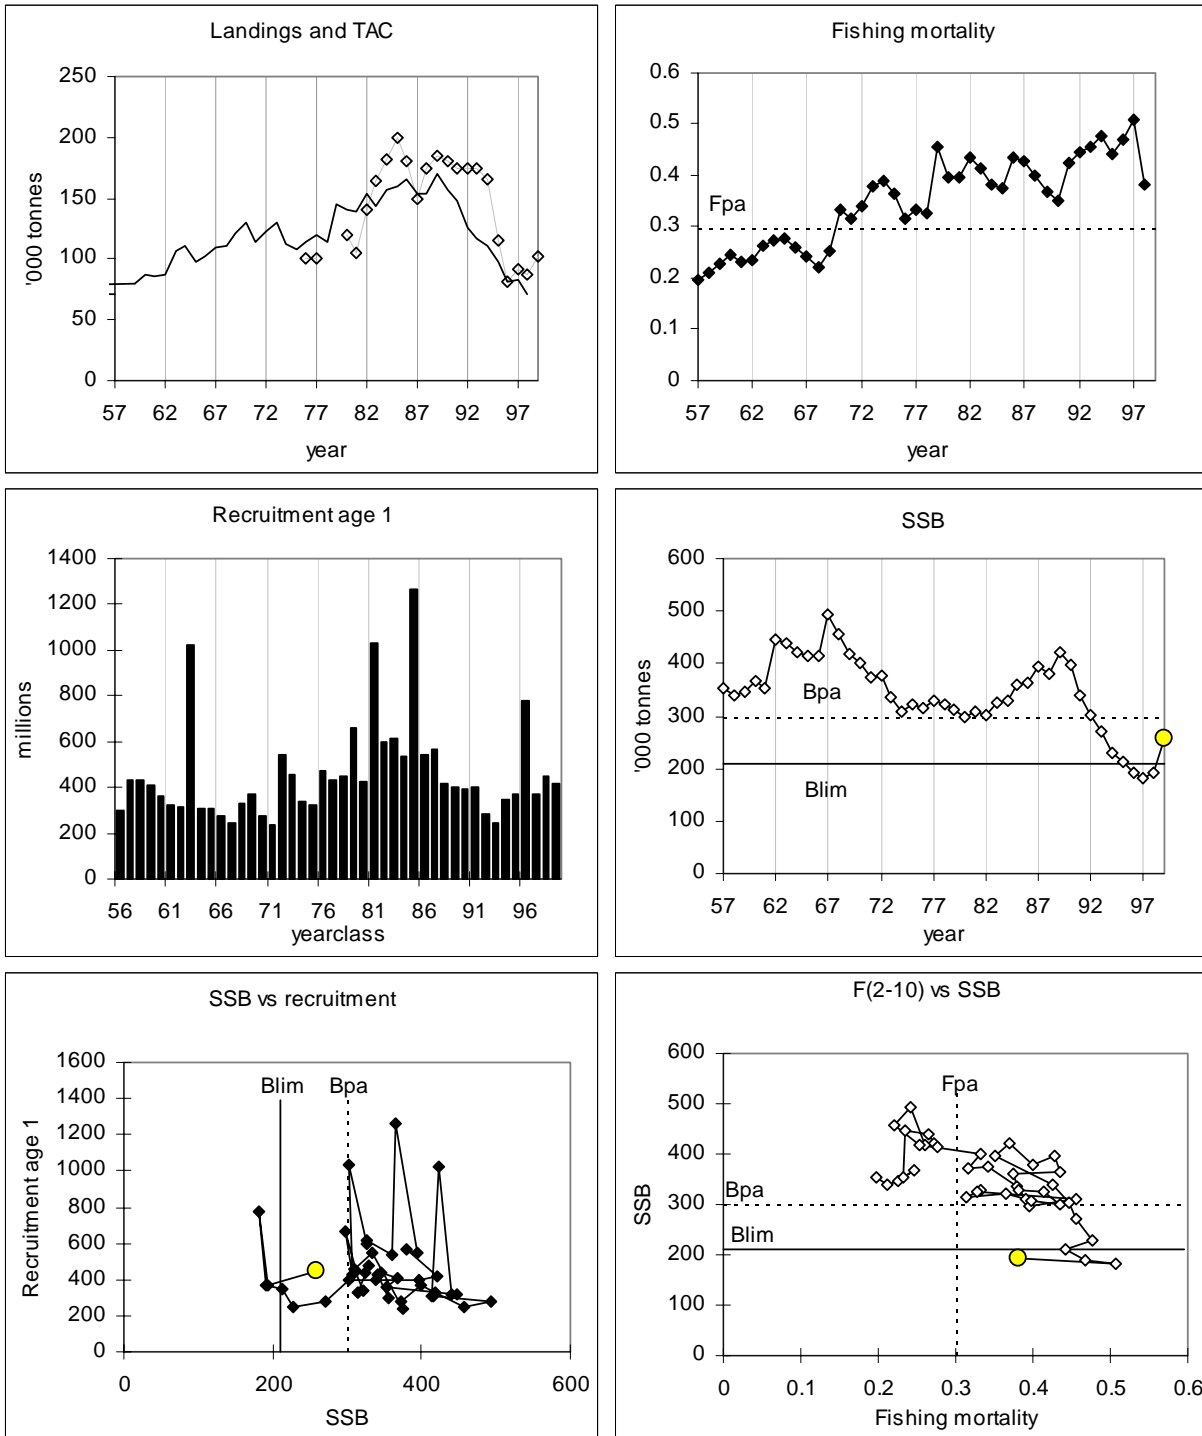 Landings and TAC
250
200
150
100
50
0
'000 tonnes
57 62 67 72 77 82 87 92 97
year
Fishing mortality
0.6
0.5
0.4
Fpa
0.3
0.2
0.1
0
57 62 67 72 77 82 87 92 97
year
Recruitment age 1
1400
1200
1000
800
600
400
200
0
millions
56 61 66 71 76 81 86 91 96
yearclass
SSB
600
500
400
Bpa
300
200
Blim
100
0
'000 tonnes
57 62 67 72 77 82 87 92 97
year
SSB vs recruitment
1600
Blim Bpa
1400
1200
1000
800
600
400
200
0
Recruitment age 1
0 200 400 600
SSB
F(2-10) vs SSB
600
Fpa
500
400
Bpa
300
Blim
200
100
0
SSB
0 0.1 0.2 0.3 0.4 0.5 0.6
Fishing mortality